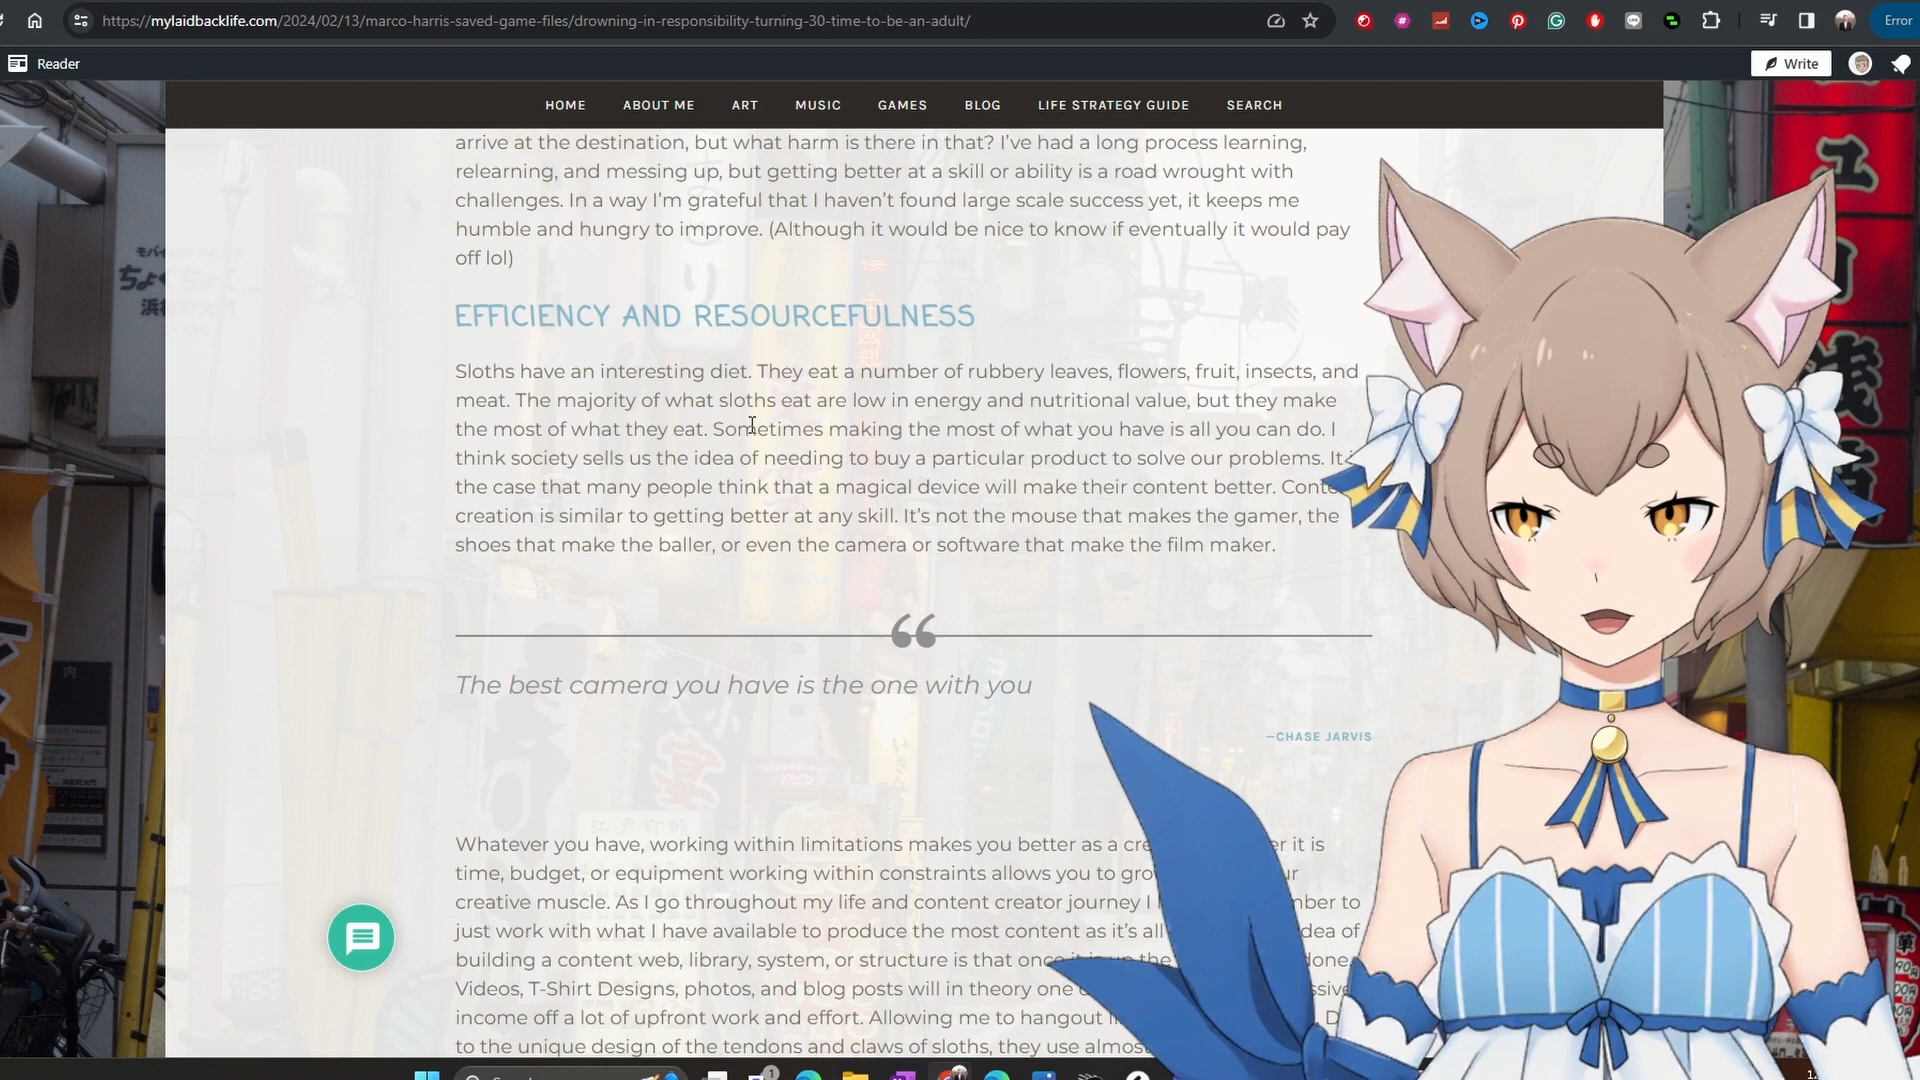 https://mylaidbacklife.com/2024/02/13/marco-harris-saved-game-files/drowning-in-responsibility-turning-30-time-to-be-an-adult/
Error
Reader
Write
HOME ABOUT ME ART MUSIC GAMES BLOG LIFE STRATEGY GUIDE SEARCH
arrive at the destination, but what harm is there in that? I've had a long process learning,
relearning, and messing up, but getting better at a skill or ability is a road wrought with
challenges. In a way I'm grateful that I haven't found large scale success yet, it keeps me
humble and hungry to improve. (Although it would be nice to know if eventually it would pay
off lol)
EFFICIENCY AND RESOURCEFULNESS
Sloths have an interesting diet. They eat a number of rubbery leaves, flowers, fruit, insects, and
meat. The majority of what sloths eat are low in energy and nutritional value, but they make
the most of what they eat. Sometimes making the most of what you have is all you can do. I
think society sells us the idea of needing to buy a particular product to solve our problems. It
the case that many people think that a magical device will make their content better. Conte
creation is similar to getting better at any skill. It's not the mouse that makes the gamer, the
shoes that make the baller, or even the camera or software that make the film maker.
“
The best camera you have is the one with you
—CHASE JARVIS
Whatever you have, working within limitations makes you better as a cre er it is
time, budget, or equipment working within constraints allows you to gro ur
creative muscle. As I go throughout my life and content creator journey I mber to
just work with what I have available to produce the most content as it's all dea of
building a content web, library, system, or structure is that once it is up the done.
Videos, T-Shirt Designs, photos, and blog posts will in theory one ssive
income off a lot of upfront work and effort. Allowing me to hangout D
to the unique design of the tendons and claws of sloths, they use almos